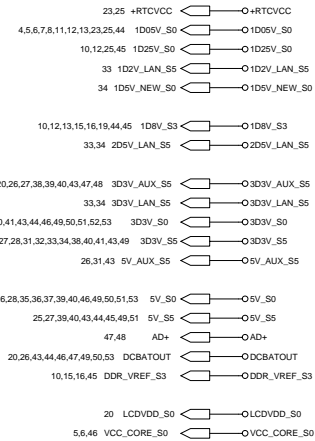 23,25 +RTCVCC +RTCVCC
4,5,6,7,8,11,12,13,23,25,44 1D05V_S0 1D05V_S0
10,12,25,45 1D25V_S0 1D25V_S0
33 1D2V_LAN_S5 1D2V_LAN_S5
34 1D5V_NEW_S0 1D5V_NEW_S0
10,12,13,15,16,19,44,45 1D8V_S3 1D8V_S3
33,34 2D5V_LAN_S5 2D5V_LAN_S5
20,26,27,38,39,40,43,47,48 3D3V_AUX_S5 3D3V_AUX_S5
33,34 3D3V_LAN_S5 3D3V_LAN_S5
0,41,43,44,46,49,50,51,52,53 3D3V_S0 3D3V_S0
27,28,31,32,33,34,38,40,41,43,49 3D3V_S5 3D3V_S5
26,31,43 5V_AUX_S5 5V_AUX_S5
6,28,35,36,37,39,40,46,49,50,51,53 5V_S0 5V_S0
25,27,39,40,43,44,45,49,51 5V_S5 5V_S5
47,48 AD+ AD+
20,26,43,44,46,47,49,50,53 DCBATOUT DCBATOUT
10,15,16,45 DDR_VREF_S3 DDR_VREF_S3
20 LCDVDD_S0 LCDVDD_S0
5,6,46 VCC_CORE_S0 VCC_CORE_S0